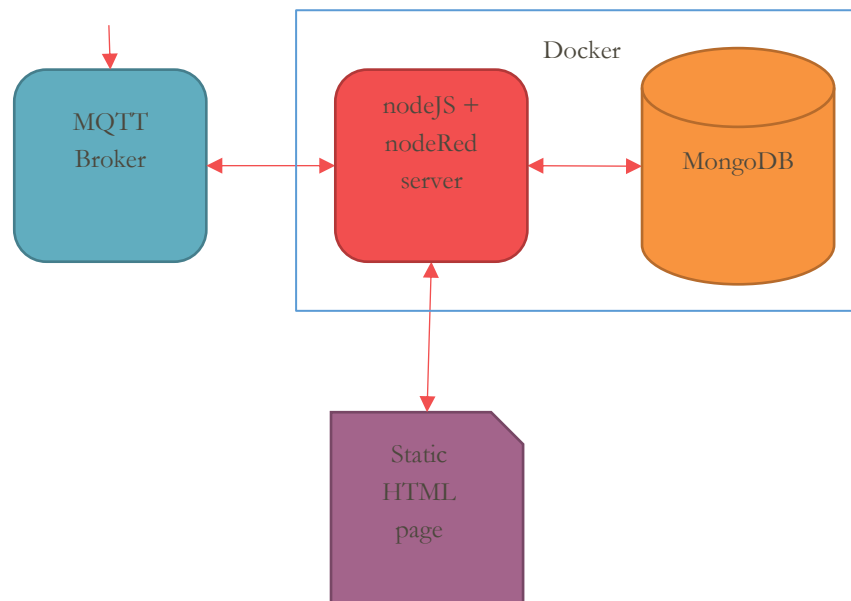 Docker
MQTT
Broker
nodeJS +
nodeRed
server
MongoDB
Static
HTML
page